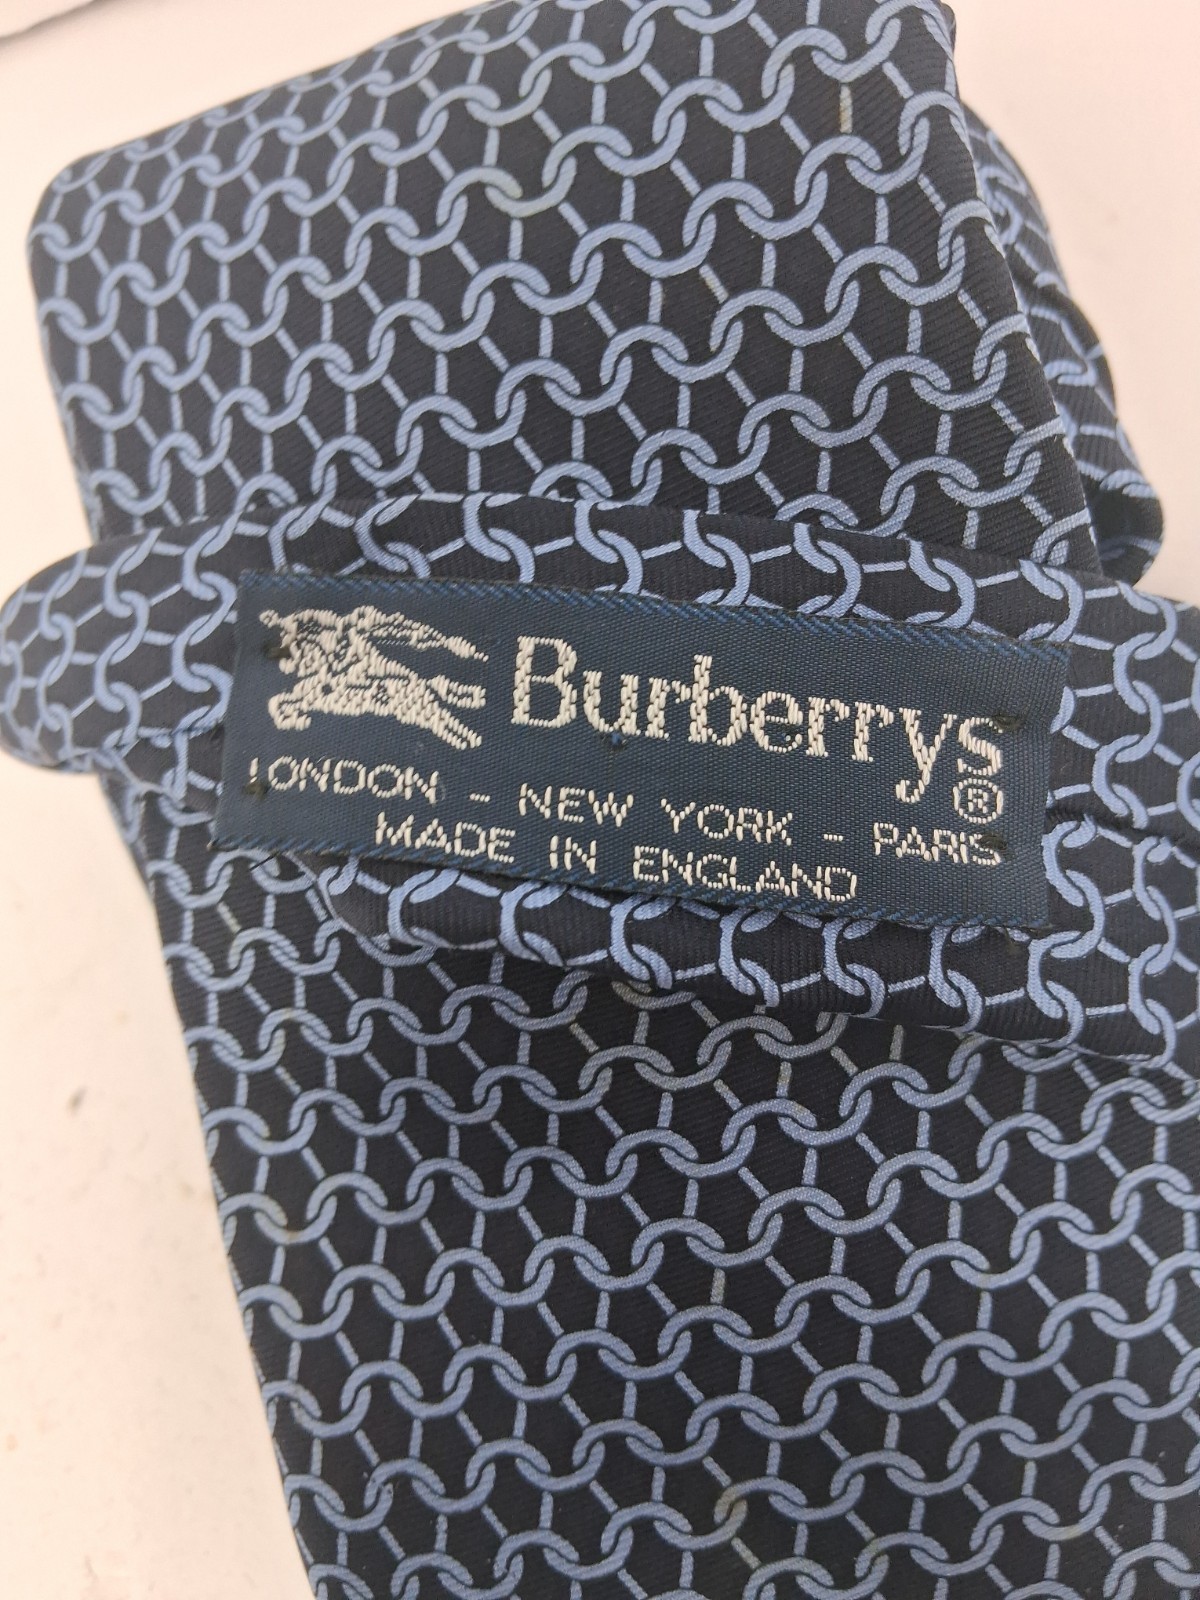 Burberrys®
LONDON - NEW YORK - PARIS
MADE IN ENGLAND